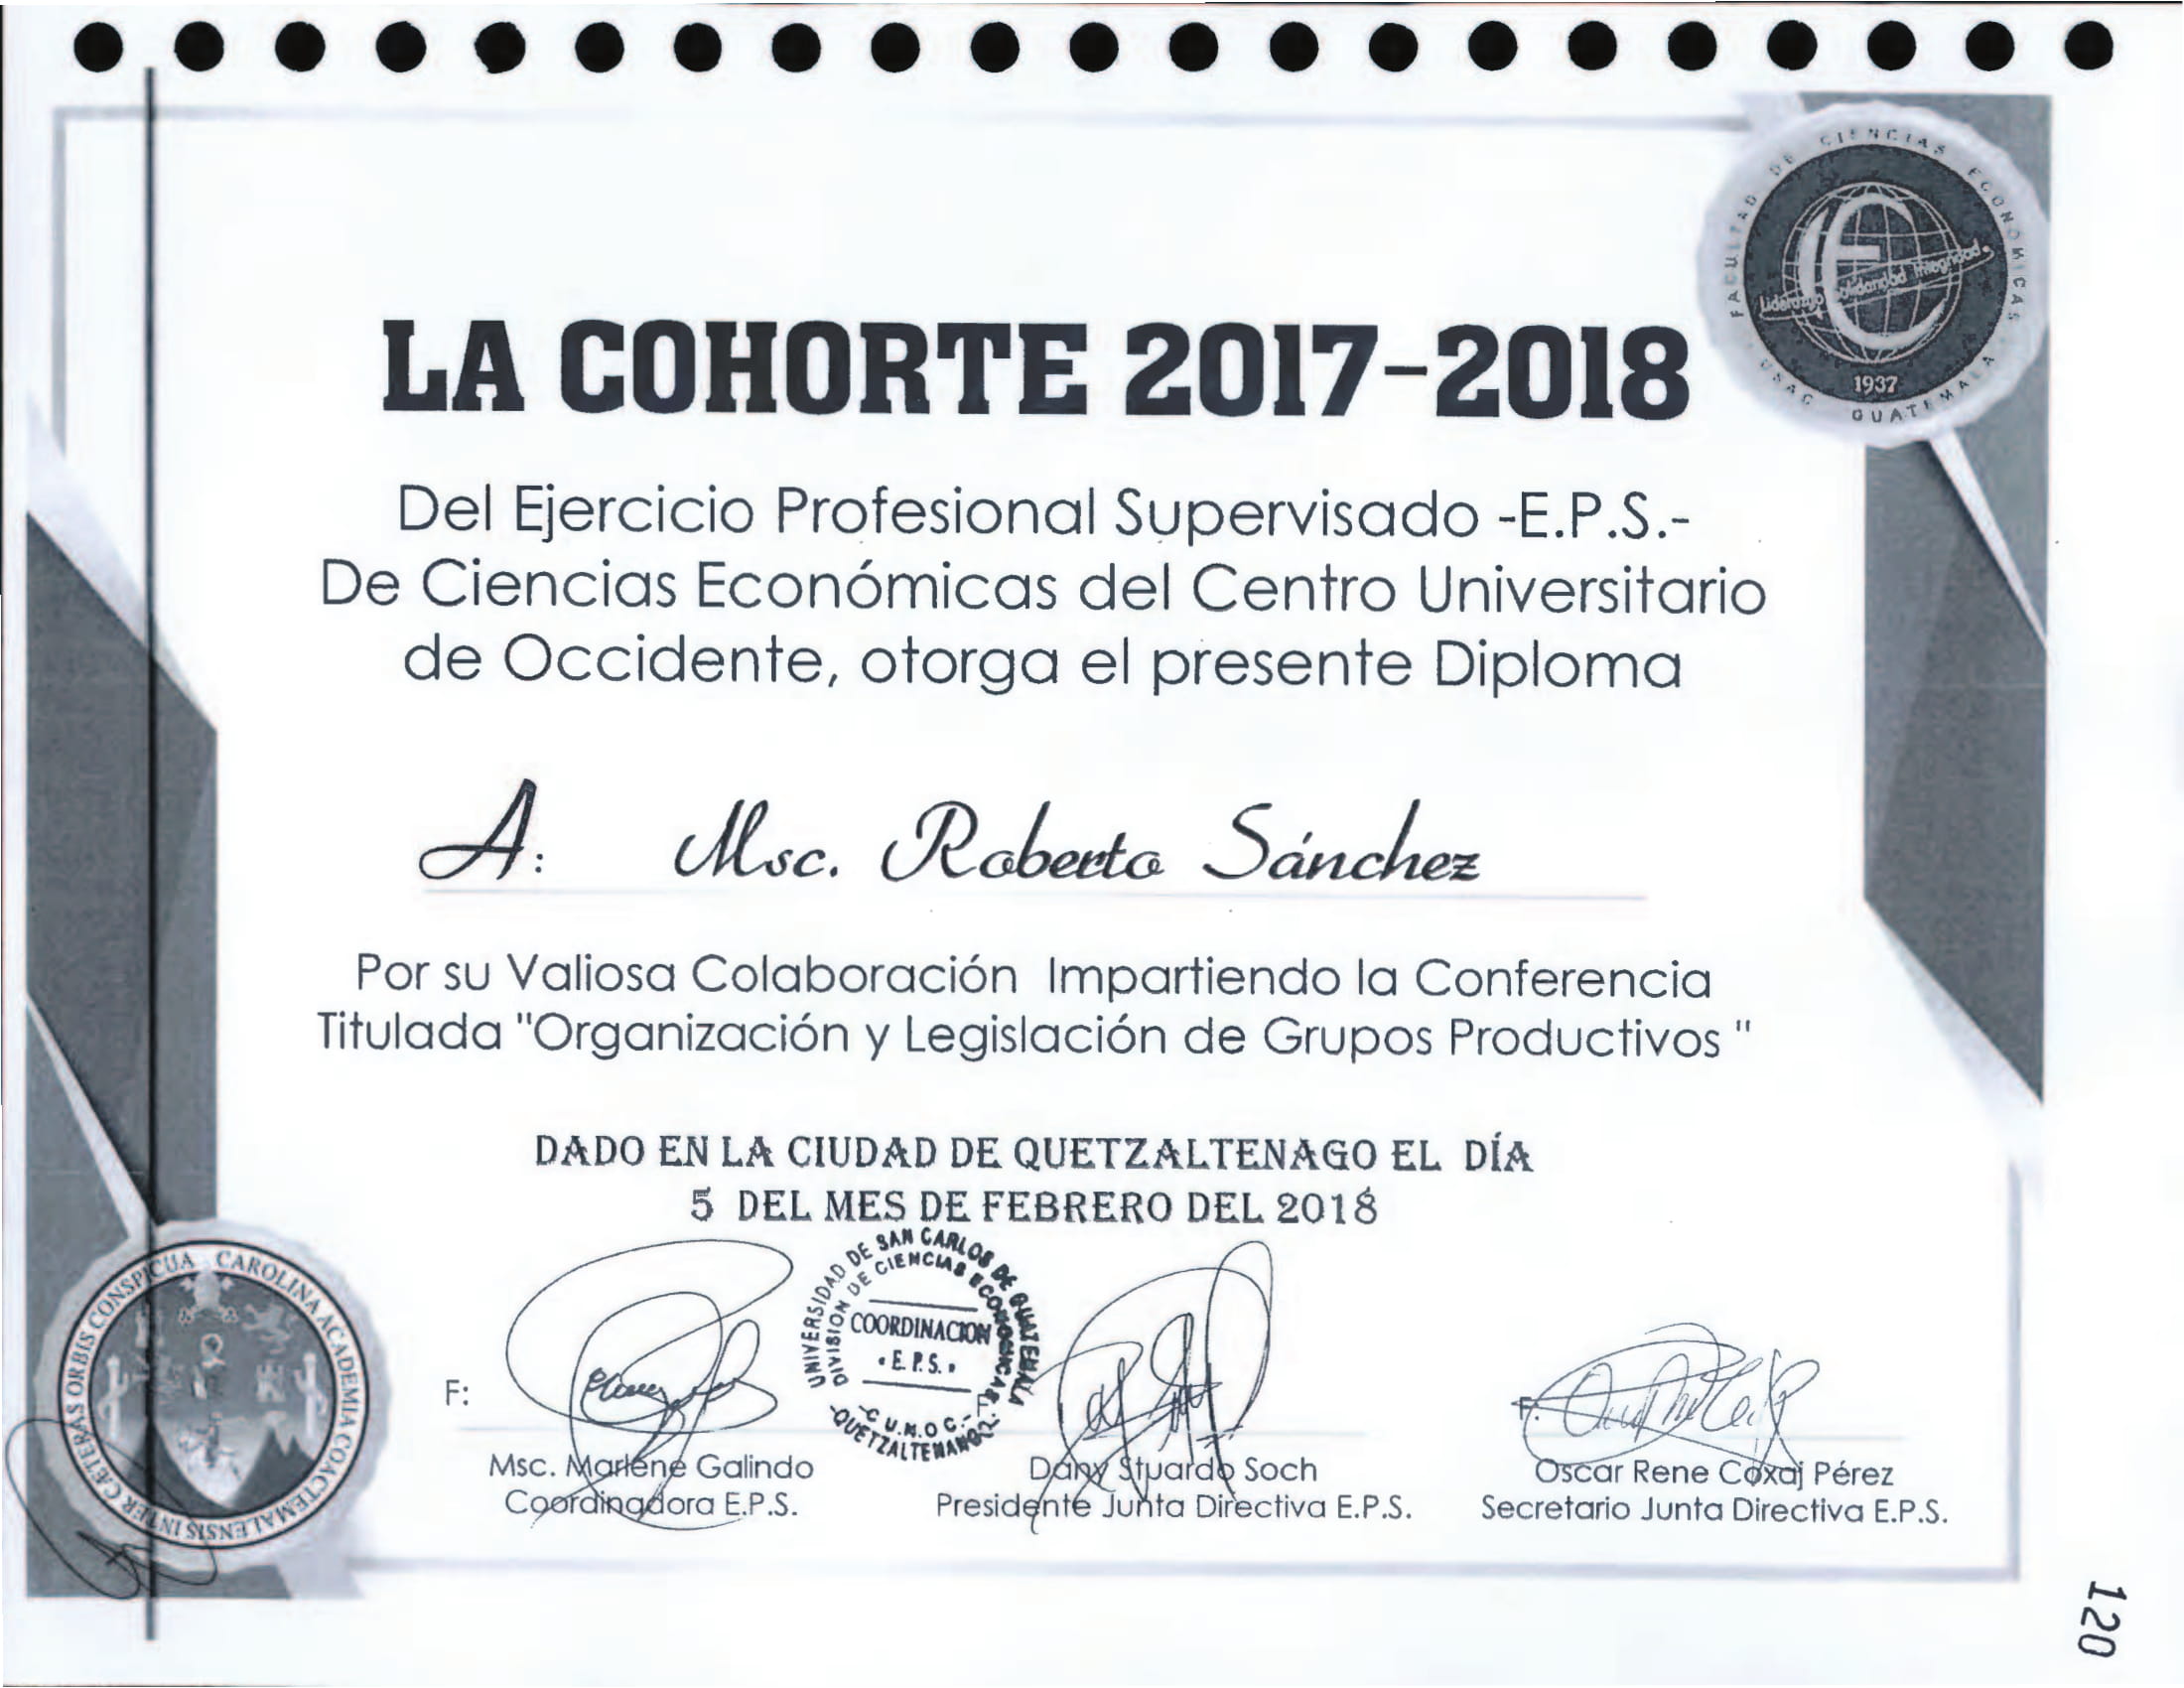 FACULTAD DE CIENCIAS ECONOMICAS
Liderazgo Solidaridad Integridad
1937
USAC GUATEMALA
LA COHORTE 2017-2018
Del Ejercicio Profesional Supervisado -E.P.S.-
De Ciencias Económicas del Centro Universitario
de Occidente, otorga el presente Diploma
A: Msc. Roberto Sánchez
Por su Valiosa Colaboración Impartiendo la Conferencia
Titulada "Organización y Legislación de Grupos Productivos "
DADO EN LA CIUDAD DE QUETZALTENAGO EL DÍA
5 DEL MES DE FEBRERO DEL 2018
UNIVERSIDAD DE SAN CARLOS DE GUATEMALA
DIVISION DE CIENCIAS ECONOMICAS
COORDINACION
E.P.S.
-C.U.N.O.C.-
-QUETZALTENANGO-
CAROLINA ACADEMIA COACTEMALENSIS INTER CÆTERAS ORBIS CONSPICUA
F:
F:
Msc. Marlene Galindo
Coordinadora E.P.S.
Dany Stuardo Soch
Presidente Junta Directiva E.P.S.
Oscar Rene Coxaj Pérez
Secretario Junta Directiva E.P.S.
120